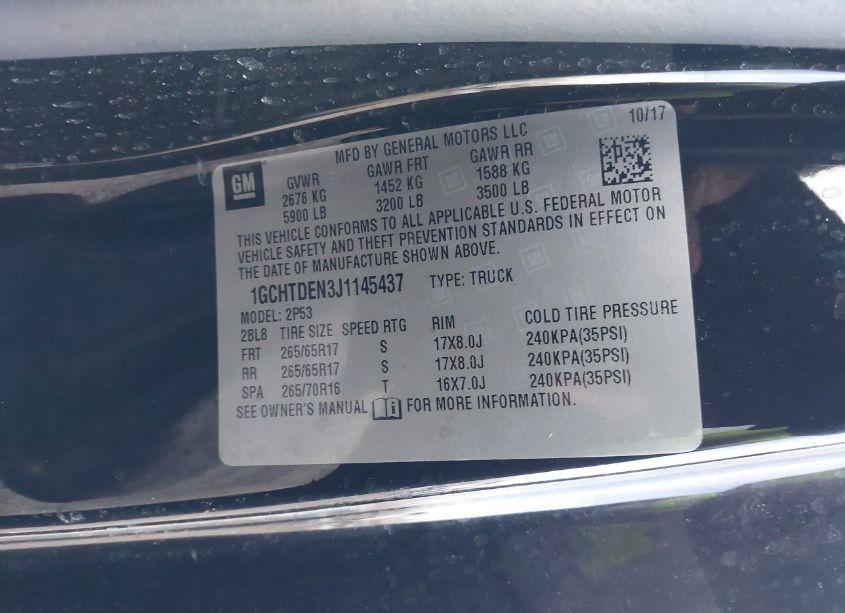 MFD BY GENERAL MOTORS LLC 10/17
GM
GVWR GAWR FRT GAWR RR
2676 KG 1452 KG 1588 KG
5900 LB 3200 LB 3500 LB
THIS VEHICLE CONFORMS TO ALL APPLICABLE U.S. FEDERAL MOTOR
VEHICLE SAFETY AND THEFT PREVENTION STANDARDS IN EFFECT ON
THE DATE OF MANUFACTURE SHOWN ABOVE.
1GCHTDEN3J1145437 TYPE: TRUCK
MODEL: 2P53
2BL8 TIRE SIZE SPEED RTG RIM COLD TIRE PRESSURE
FRT 265/65R17 S 17X8.0J 240KPA(35PSI)
RR 265/65R17 S 17X8.0J 240KPA(35PSI)
SPA 265/70R16 T 16X7.0J 240KPA(35PSI)
SEE OWNER'S MANUAL i FOR MORE INFORMATION.